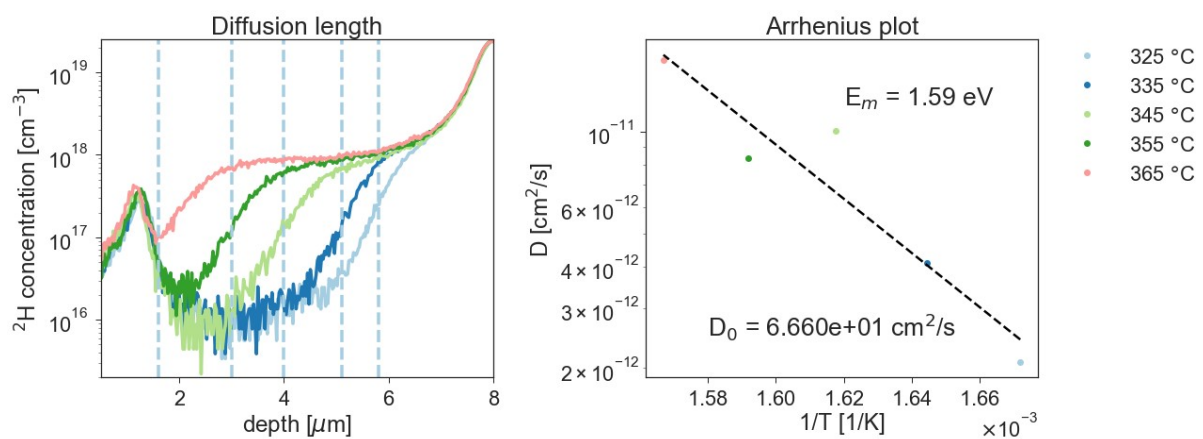 Diffusion length
10¹⁹
10¹⁸
10¹⁷
10¹⁶
²H concentration [cm⁻³]
2
4
6
8
depth [μm]
Arrhenius plot
Eₘ = 1.59 eV
D₀ = 6.660e+01 cm²/s
10⁻¹¹
6 × 10⁻¹²
4 × 10⁻¹²
3 × 10⁻¹²
2 × 10⁻¹²
D [cm²/s]
1.58
1.60
1.62
1.64
1.66
×10⁻³
1/T [1/K]
325 °C
335 °C
345 °C
355 °C
365 °C